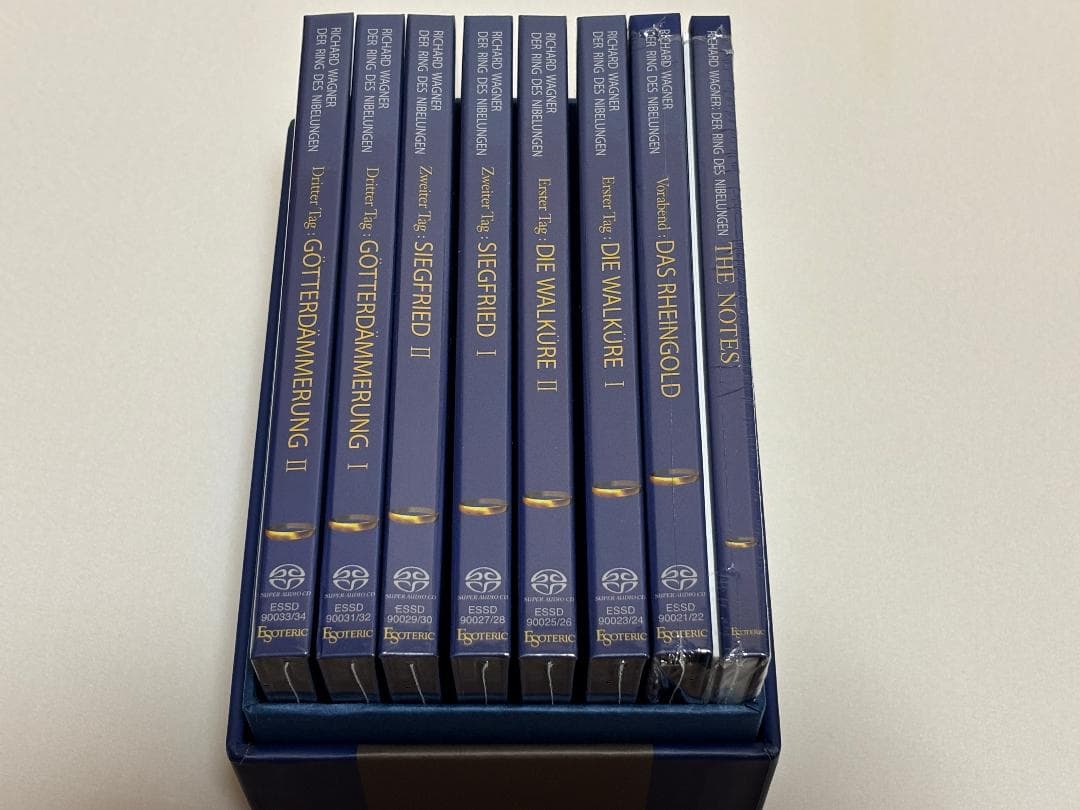 RICHARD WAGNER
DER RING DES NIBELUNGEN
Dritter Tag : GÖTTERDÄMMERUNG II
SUPER AUDIO CD
ESSD
90033/34
ESOTERIC
RICHARD WAGNER
DER RING DES NIBELUNGEN
Dritter Tag : GÖTTERDÄMMERUNG I
SUPER AUDIO CD
ESSD
90031/32
ESOTERIC
RICHARD WAGNER
DER RING DES NIBELUNGEN
Zweiter Tag : SIEGFRIED II
SUPER AUDIO CD
ESSD
90029/30
ESOTERIC
RICHARD WAGNER
DER RING DES NIBELUNGEN
Zweiter Tag : SIEGFRIED I
SUPER AUDIO CD
ESSD
90027/28
ESOTERIC
RICHARD WAGNER
DER RING DES NIBELUNGEN
Erster Tag : DIE WALKÜRE II
SUPER AUDIO CD
ESSD
90025/26
ESOTERIC
RICHARD WAGNER
DER RING DES NIBELUNGEN
Erster Tag : DIE WALKÜRE I
SUPER AUDIO CD
ESSD
90023/24
ESOTERIC
RICHARD WAGNER
DER RING DES NIBELUNGEN
Vorabend : DAS RHEINGOLD
SUPER AUDIO CD
ESSD
90021/22
ESOTERIC
RICHARD WAGNER: DER RING DES NIBELUNGEN THE NOTES
ESOTERIC